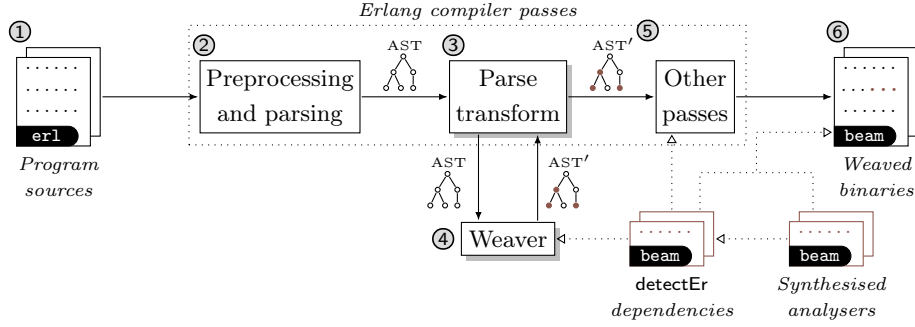 Erlang compiler passes
1
2
AST
3
AST′
5
6
Preprocessing
and parsing
Parse
transform
Other
passes
erl
beam
Program
sources
Weaved
binaries
AST
AST′
4
Weaver
beam
beam
detectEr
dependencies
Synthesised
analysers